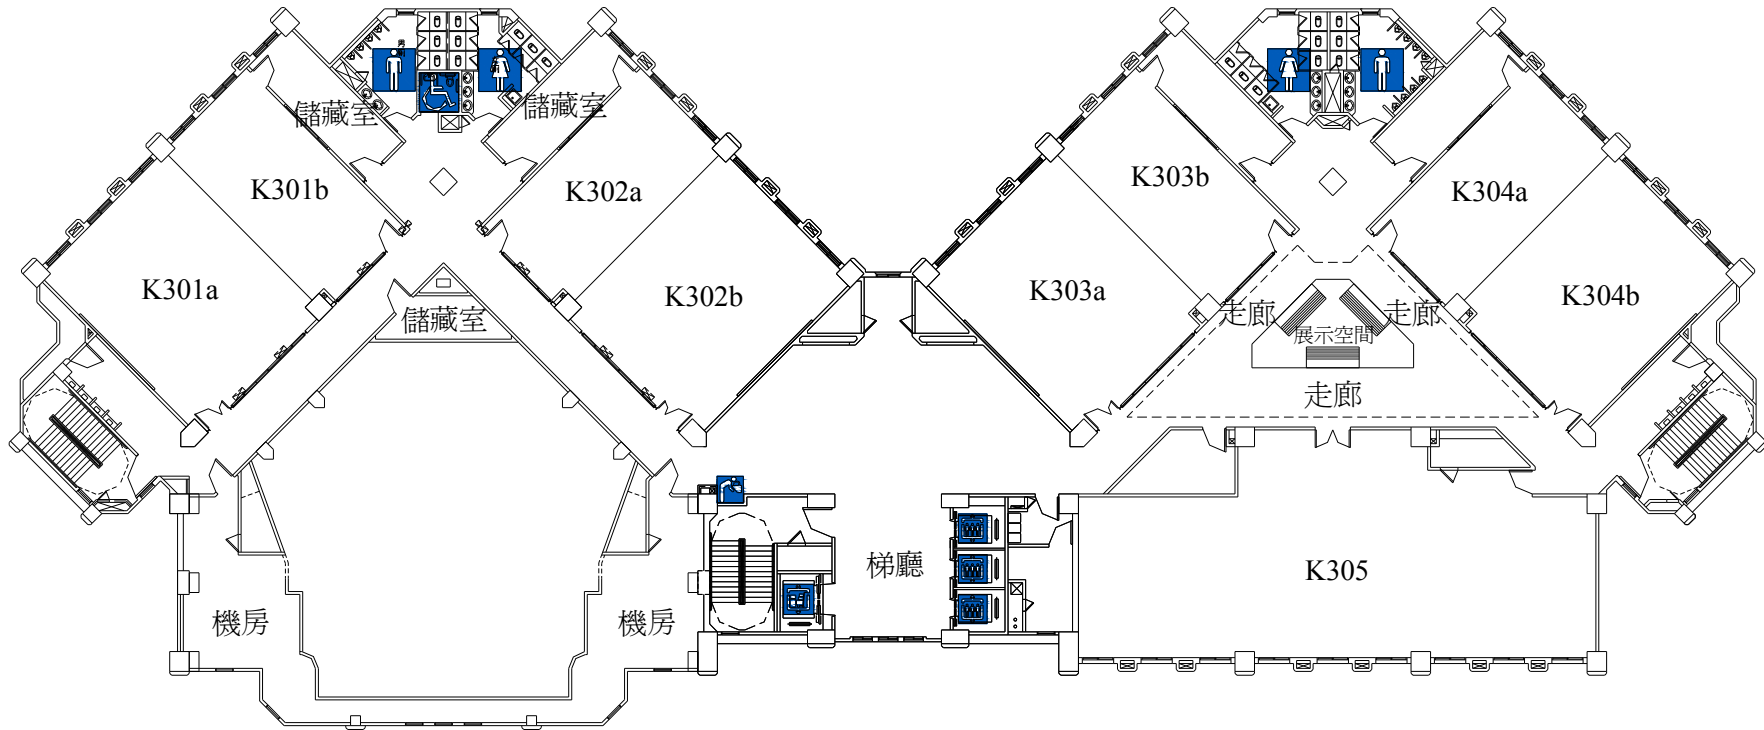 儲藏室
儲藏室
K301b
K302a
K303b
K304a
K301a
K302b
K303a
K304b
儲藏室
走廊
走廊
展示空間
走廊
梯廳
K305
機房
機房